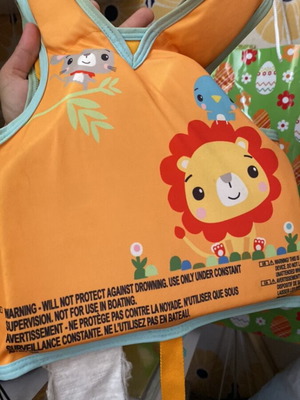 WARNING - WILL NOT PROTECT AGAINST DROWNING. USE ONLY UNDER CONSTANT
SUPERVISION. NOT FOR USE IN BOATING.
AVERTISSEMENT - NE PROTÈGE PAS CONTRE LA NOYADE. N'UTILISER QUE SOUS
SURVEILLANCE CONSTANTE. NE L'UTILISER PAS EN BATEAU.